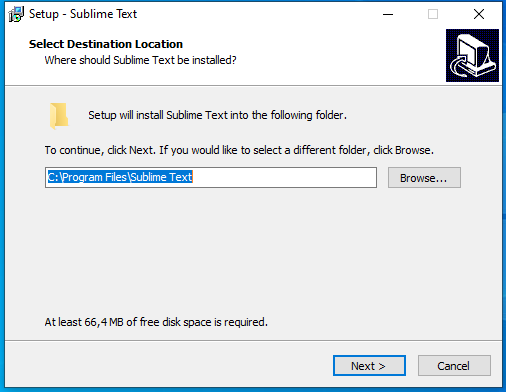 Setup - Sublime Text
Select Destination Location
Where should Sublime Text be installed?
Setup will install Sublime Text into the following folder.
To continue, click Next. If you would like to select a different folder, click Browse.
C:\Program Files\Sublime Text
Browse...
At least 66,4 MB of free disk space is required.
Next >
Cancel